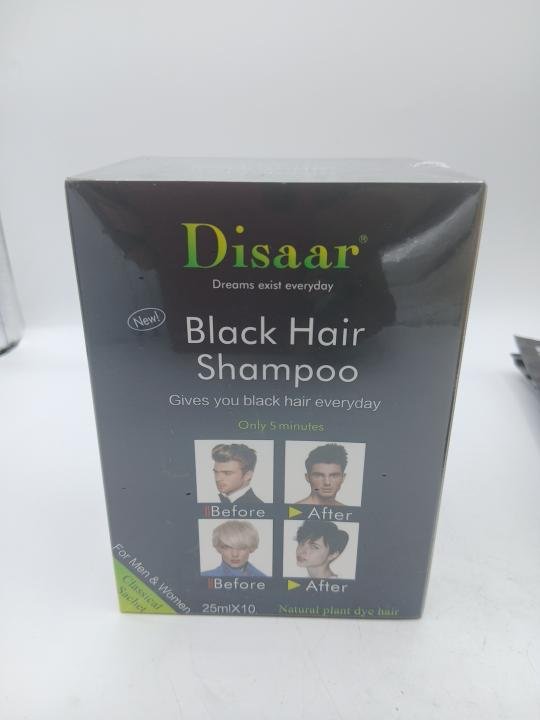 Disaar®
Dreams exist everyday
New!
Black Hair
Shampoo
Gives you black hair everyday
Only 5 minutes
Before
After
Before
After
For Men & Women
Classical
Sachet
25mlX10
Natural plant dye hair